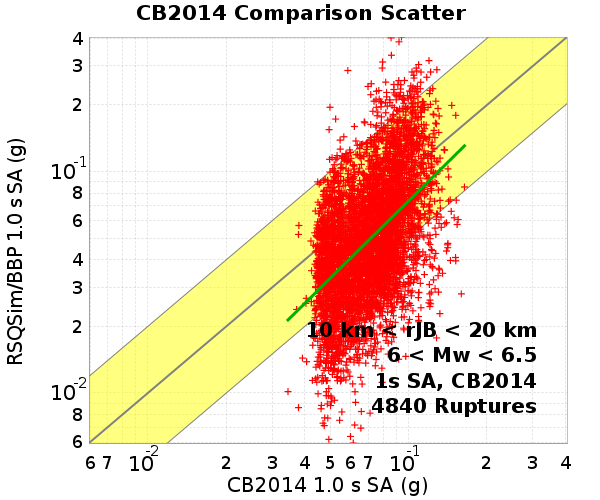 CB2014 Comparison Scatter
RSQSim/BBP 1.0 s SA (g)
4
3
2
10-1
8
6
4
3
2
10-2
8
6
10 km < rJB < 20 km
6 < Mw < 6.5
1s SA, CB2014
4840 Ruptures
6 7 10-2 2 3 4 5 6 7 10-1 2 3 4
CB2014 1.0 s SA (g)